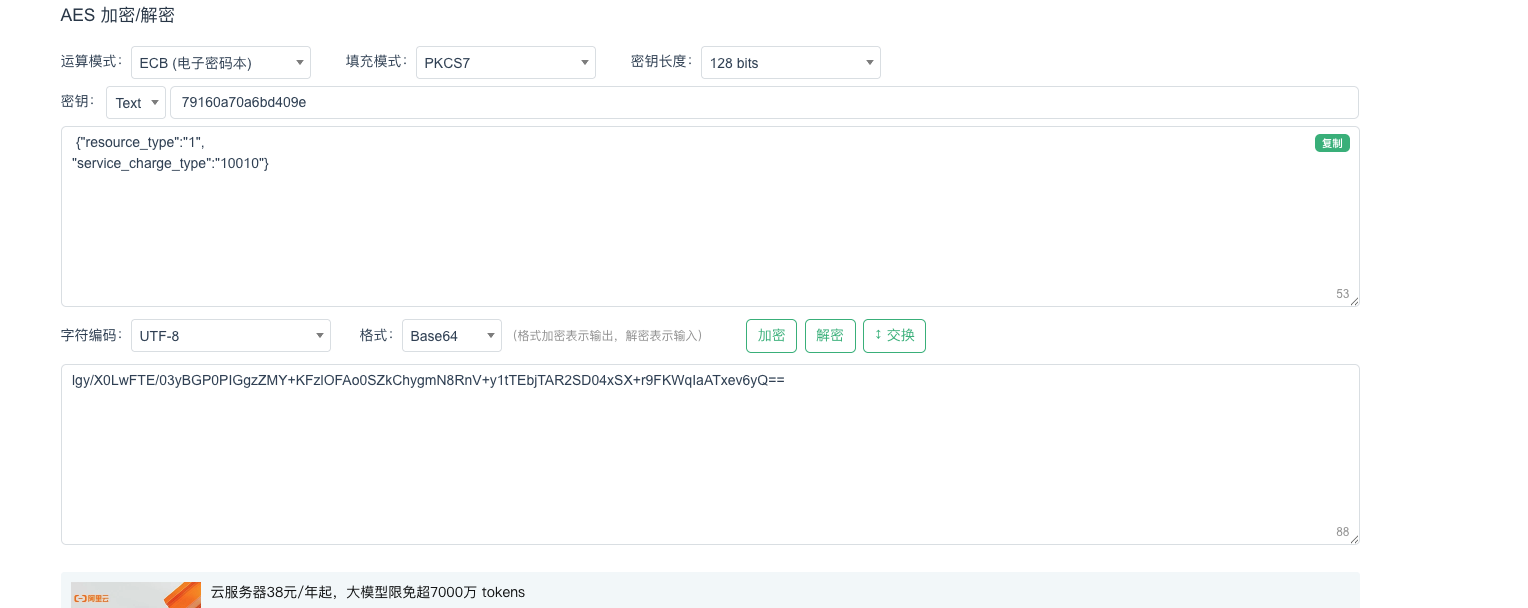 AES 加密/解密
运算模式： ECB (电子密码本) 填充模式： PKCS7 密钥长度： 128 bits
密钥： Text 79160a70a6bd409e
{"resource_type":"1",
复制
"service_charge_type":"10010"}
53
字符编码： UTF-8 格式： Base64 (格式加密表示输出，解密表示输入) 加密 解密 ↕ 交换
lgy/X0LwFTE/03yBGP0PIGgzZMY+KFzlOFAo0SZkChygmN8RnV+y1tTEbjTAR2SD04xSX+r9FKWqIaATxev6yQ==
88
阿里云
云服务器38元/年起，大模型限免超7000万 tokens